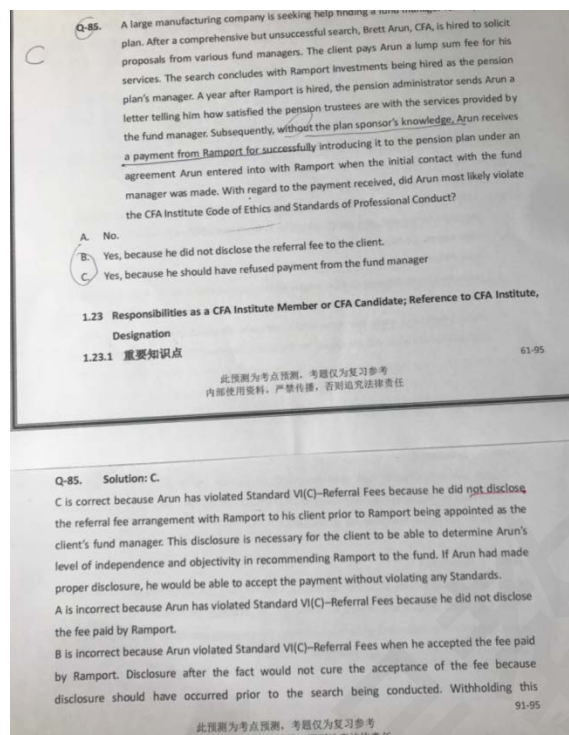 Q-85. A large manufacturing company is seeking help finding a fund
plan. After a comprehensive but unsuccessful search, Brett Arun, CFA, is hired to solicit
C
proposals from various fund managers. The client pays Arun a lump sum fee for his
services. The search concludes with Ramport Investments being hired as the pension
plan's manager. A year after Ramport is hired, the pension administrator sends Arun a
letter telling him how satisfied the pension trustees are with the services provided by
the fund manager. Subsequently, without the plan sponsor's knowledge, Arun receives
a payment from Ramport for successfully introducing it to the pension plan under an
agreement Arun entered into with Ramport when the initial contact with the fund
manager was made. With regard to the payment received, did Arun most likely violate
the CFA Institute Code of Ethics and Standards of Professional Conduct?
A. No.
B. Yes, because he did not disclose the referral fee to the client.
C. Yes, because he should have refused payment from the fund manager
1.23 Responsibilities as a CFA Institute Member or CFA Candidate; Reference to CFA Institute,
Designation
1.23.1 重要知识点
61-95
此预测为考点预测，考题仅为复习参考
内部使用资料，严禁传播，否则追究法律责任
Q-85. Solution: C.
C is correct because Arun has violated Standard VI(C)–Referral Fees because he did not disclose
the referral fee arrangement with Ramport to his client prior to Ramport being appointed as the
client's fund manager. This disclosure is necessary for the client to be able to determine Arun's
level of independence and objectivity in recommending Ramport to the fund. If Arun had made
proper disclosure, he would be able to accept the payment without violating any Standards.
A is incorrect because Arun has violated Standard VI(C)–Referral Fees because he did not disclose
the fee paid by Ramport.
B is incorrect because Arun violated Standard VI(C)–Referral Fees when he accepted the fee paid
by Ramport. Disclosure after the fact would not cure the acceptance of the fee because
disclosure should have occurred prior to the search being conducted. Withholding this
91-95
此预测为考点预测，考题仅为复习参考